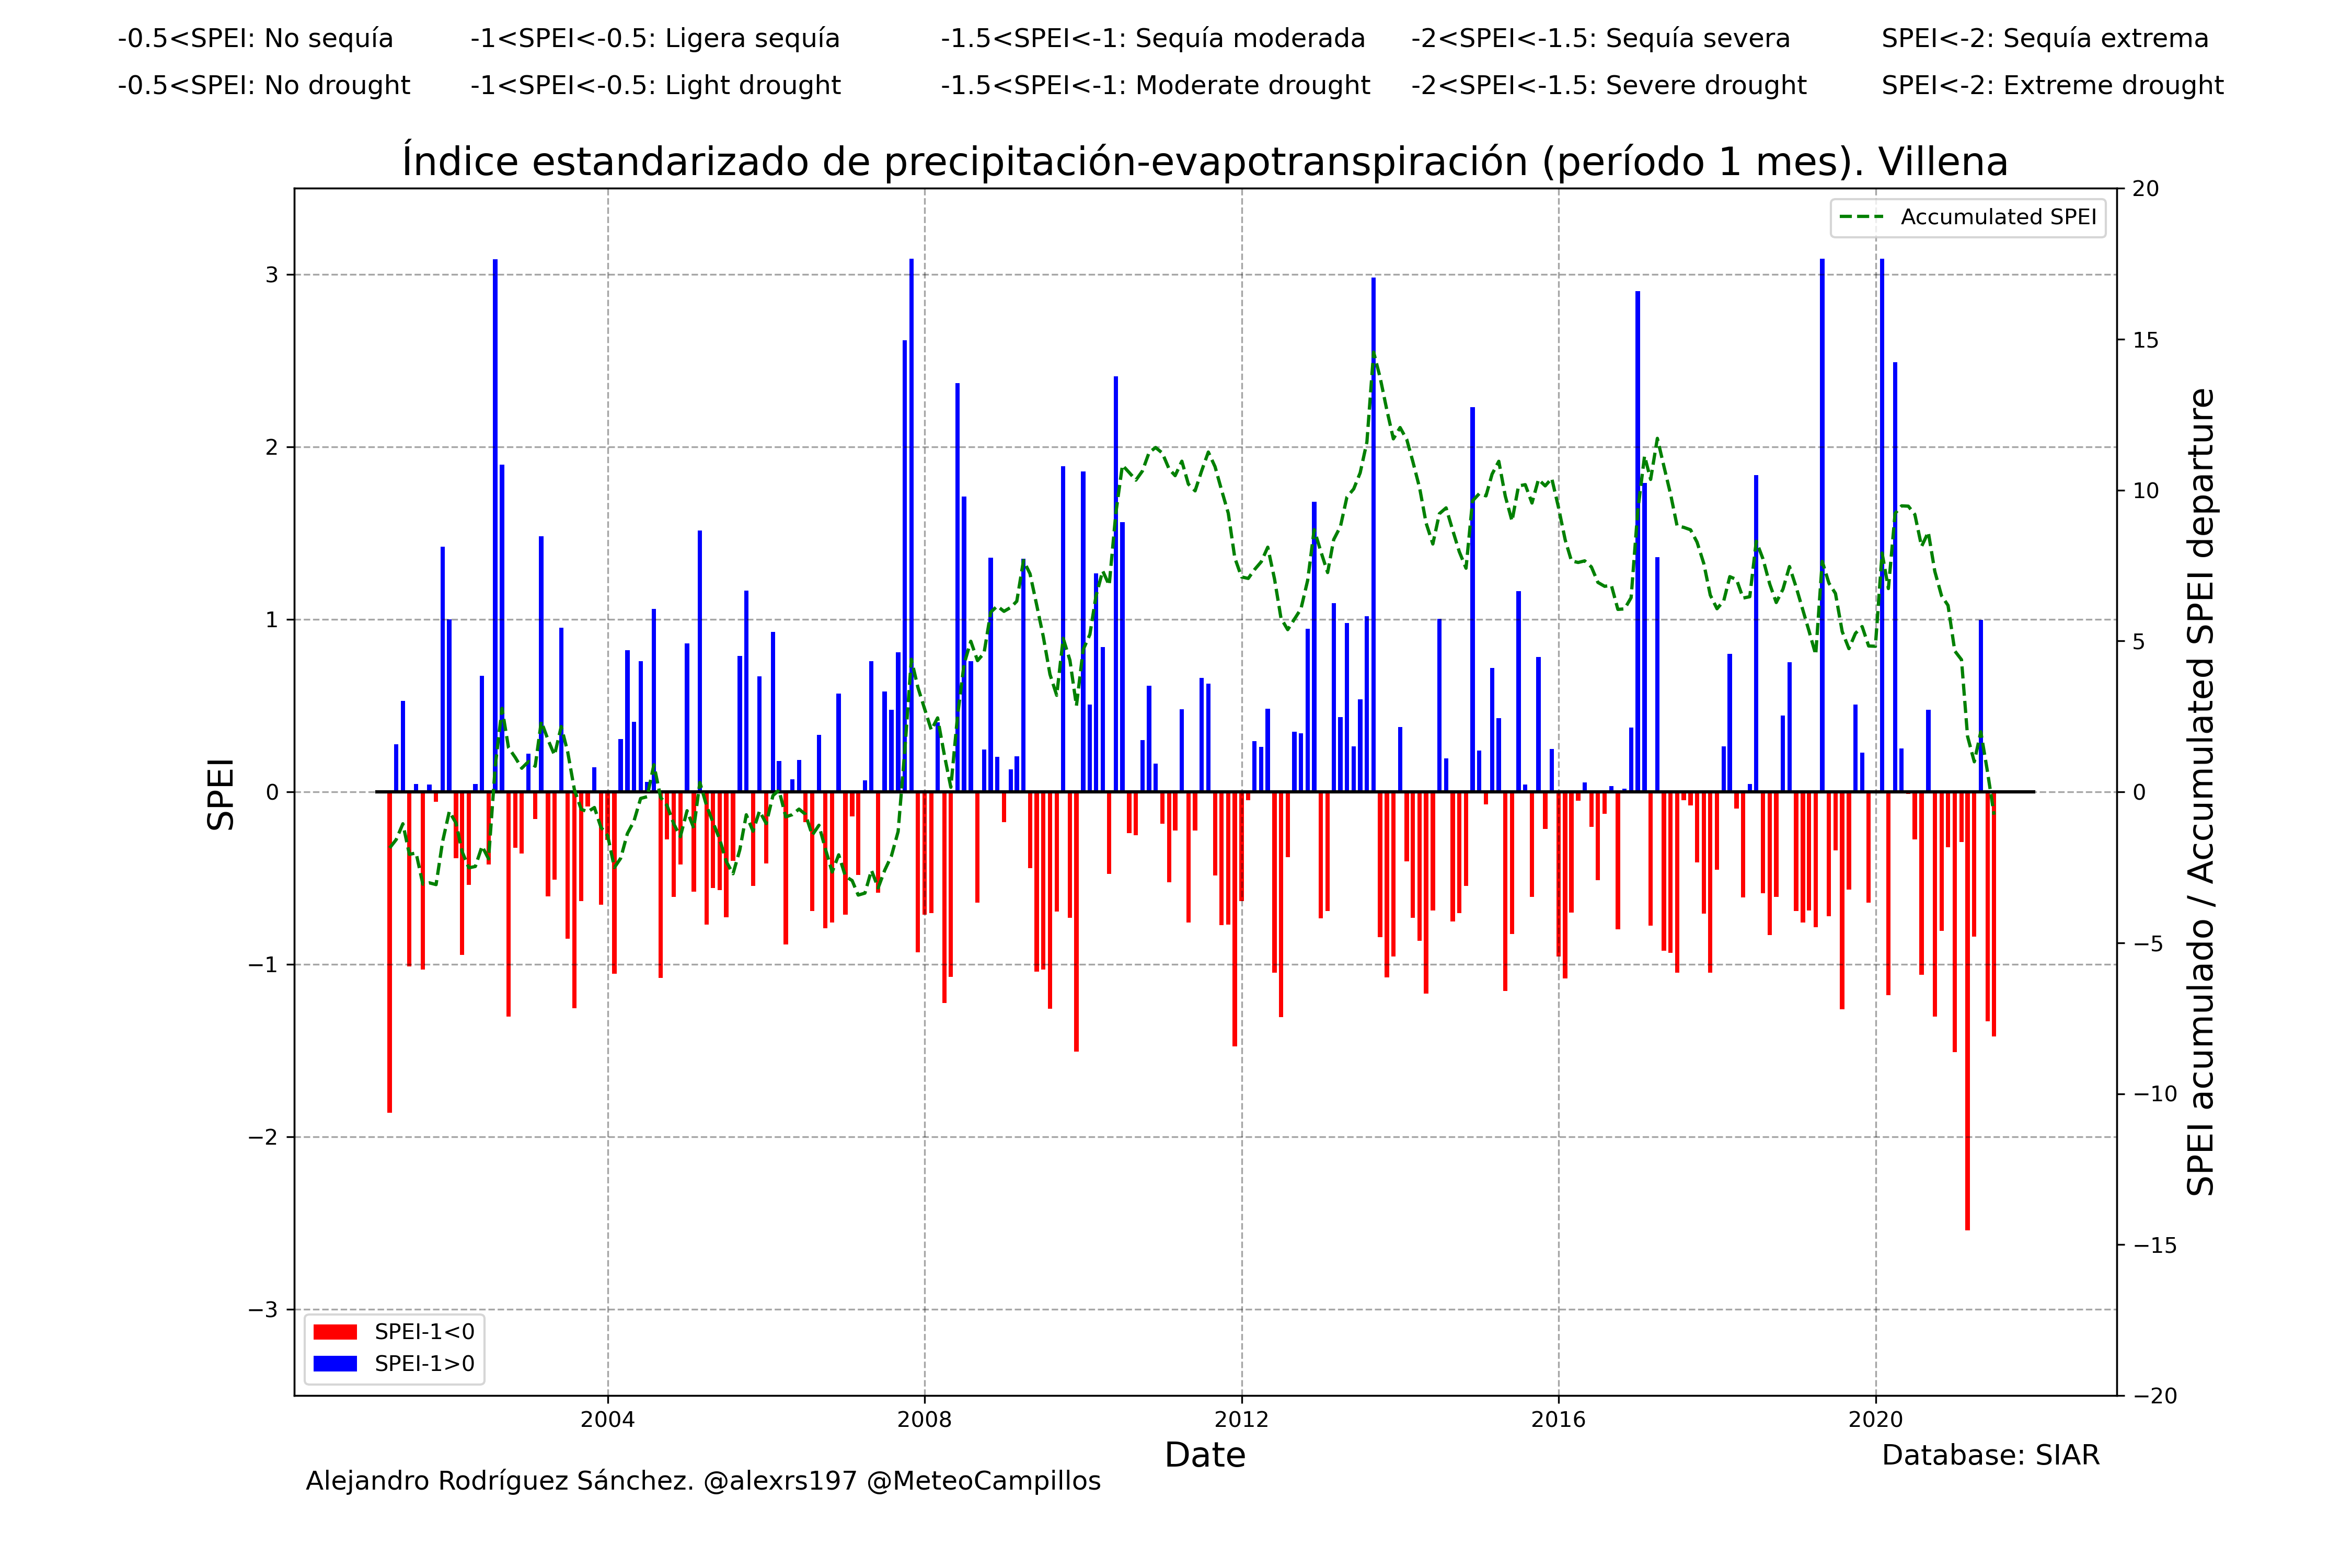 -0.5<SPEI: No sequía -1<SPEI<-0.5: Ligera sequía -1.5<SPEI<-1: Sequía moderada -2<SPEI<-1.5: Sequía severa SPEI<-2: Sequía extrema
-0.5<SPEI: No drought -1<SPEI<-0.5: Light drought -1.5<SPEI<-1: Moderate drought -2<SPEI<-1.5: Severe drought SPEI<-2: Extreme drought
Índice estandarizado de precipitación-evapotranspiración (período 1 mes). Villena
Accumulated SPEI
SPEI
3
2
1
0
−1
−2
−3
20
15
10
5
0
−5
−10
−15
−20
SPEI acumulado / Accumulated SPEI departure
SPEI-1<0
SPEI-1>0
2004 2008 2012 2016 2020
Date
Database: SIAR
Alejandro Rodríguez Sánchez. @alexrs197 @MeteoCampillos